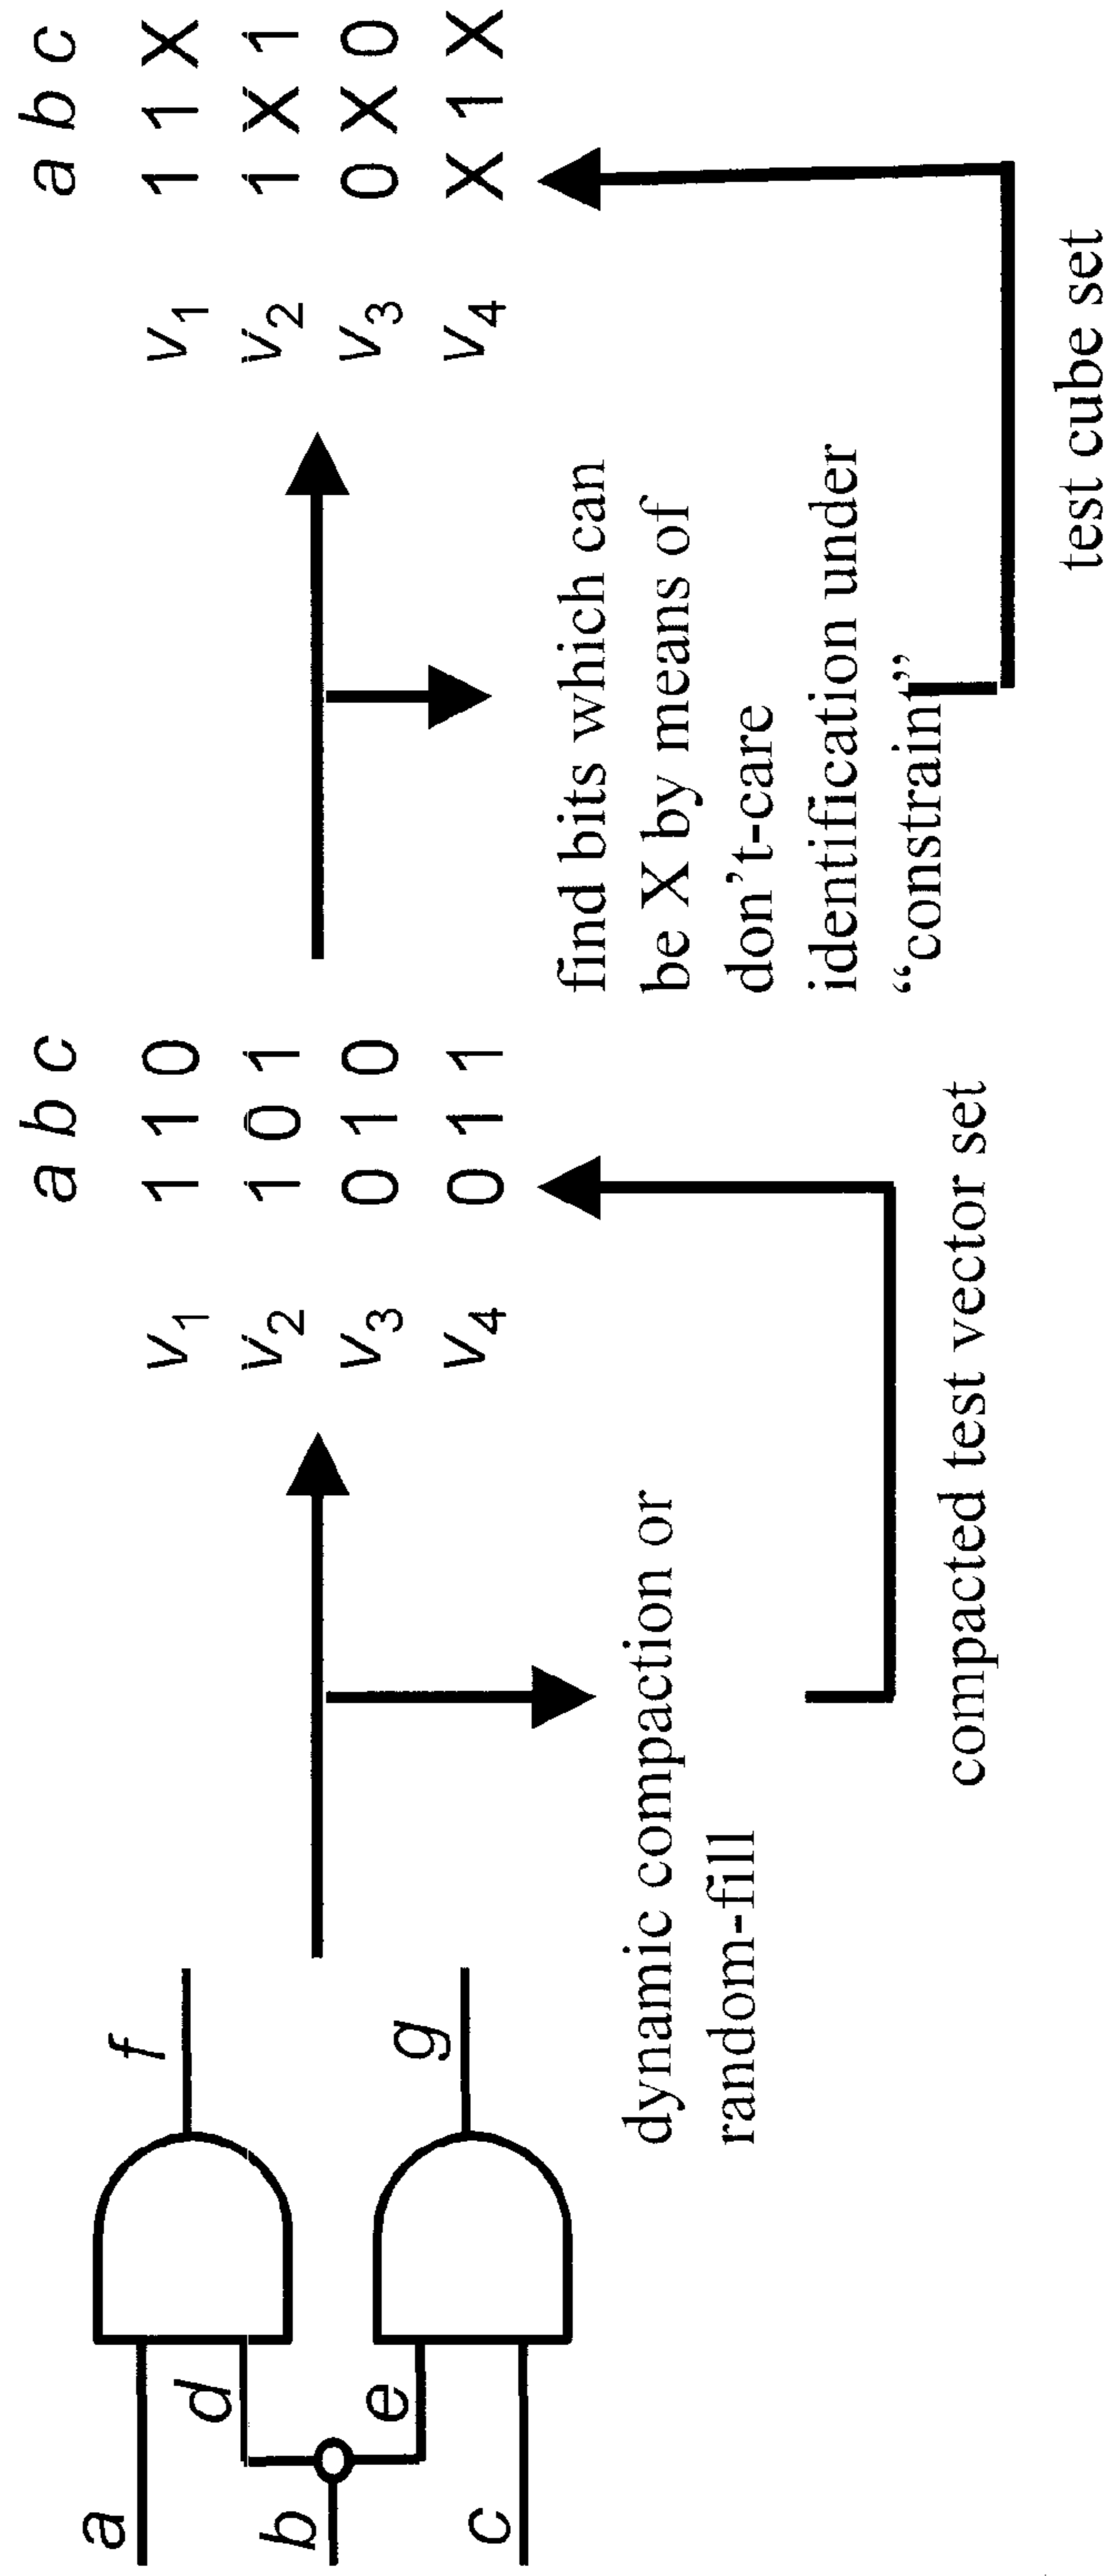 a
b
c
d
e
f
g
dynamic compaction or
random-fill
compacted test vector set
a b c
v1 1 1 0
v2 1 0 1
v3 0 1 0
v4 0 1 1
find bits which can
be X by means of
don't-care
identification under
“constraint”
test cube set
a b c
v1 1 1 X
v2 1 X 1
v3 0 X 0
v4 X 1 X